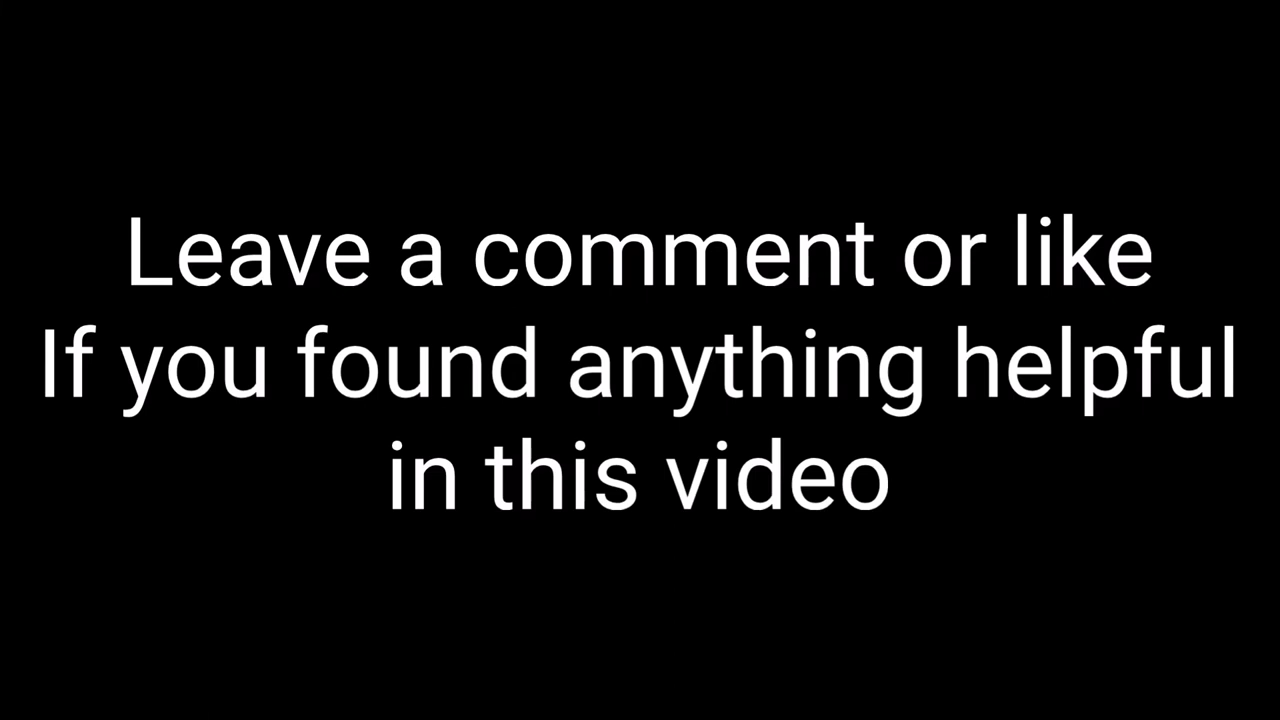 Leave a comment or like
If you found anything helpful
in this video